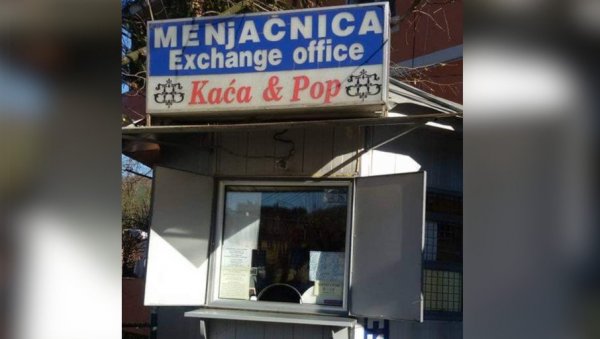 MENjAČNICA
Exchange office
Kaća & Pop